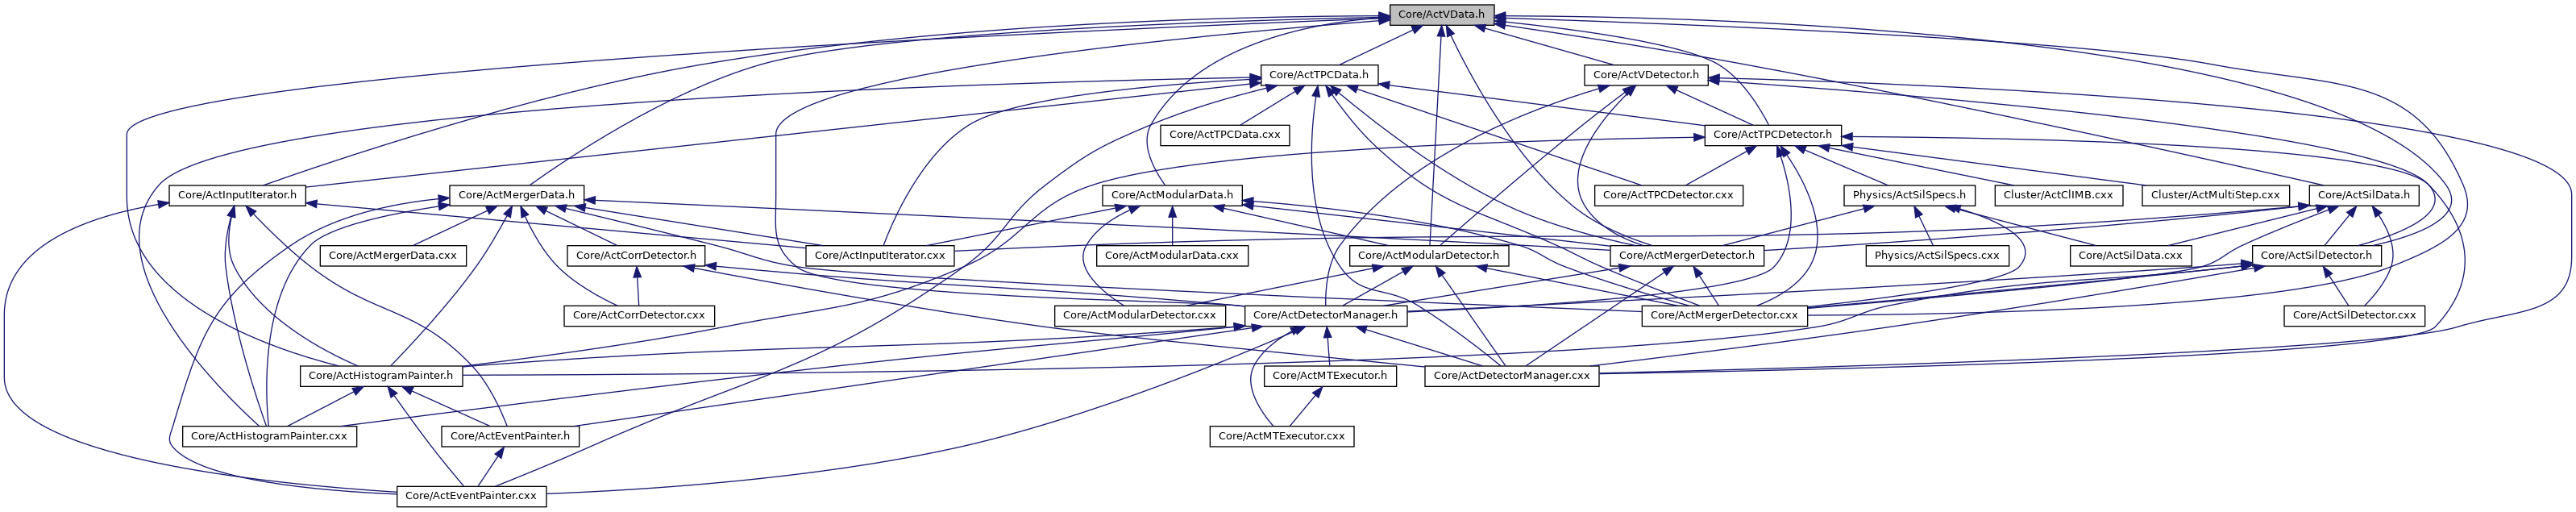 Core/ActVData.h
Core/ActTPCData.h
Core/ActVDetector.h
Core/ActTPCData.cxx
Core/ActTPCDetector.h
Core/ActInputIterator.h
Core/ActMergerData.h
Core/ActModularData.h
Core/ActTPCDetector.cxx
Physics/ActSilSpecs.h
Cluster/ActClIMB.cxx
Cluster/ActMultiStep.cxx
Core/ActSilData.h
Core/ActMergerData.cxx
Core/ActCorrDetector.h
Core/ActInputIterator.cxx
Core/ActModularData.cxx
Core/ActModularDetector.h
Core/ActMergerDetector.h
Physics/ActSilSpecs.cxx
Core/ActSilData.cxx
Core/ActSilDetector.h
Core/ActCorrDetector.cxx
Core/ActModularDetector.cxx
Core/ActDetectorManager.h
Core/ActMergerDetector.cxx
Core/ActSilDetector.cxx
Core/ActHistogramPainter.h
Core/ActMTExecutor.h
Core/ActDetectorManager.cxx
Core/ActHistogramPainter.cxx
Core/ActEventPainter.h
Core/ActMTExecutor.cxx
Core/ActEventPainter.cxx